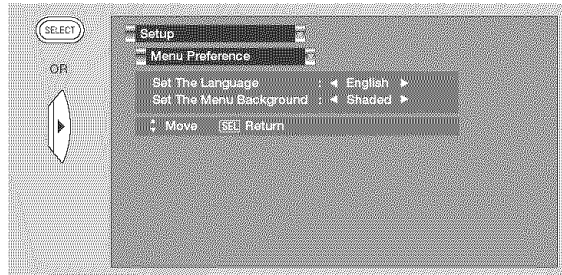 SELECT
OR
Setup
Menu Preference
Set The Language : ◄ English ►
Set The Menu Background : ◄ Shaded ►
Move SEL Return